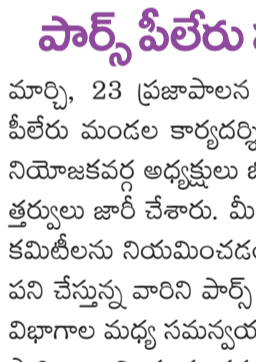 పార్స్ పీలేరు
మార్చి, 23 ప్రజాపాలన
పీలేరు మండల కార్యదర్శి
నియోజకవర్గ అధ్యక్షులు
త్తర్వులు జారీ చేశారు. మీ
కమిటీలను నియమించడం
పని చేస్తున్న వారిని పార్స్
విభాగాల మధ్య సమన్వయ